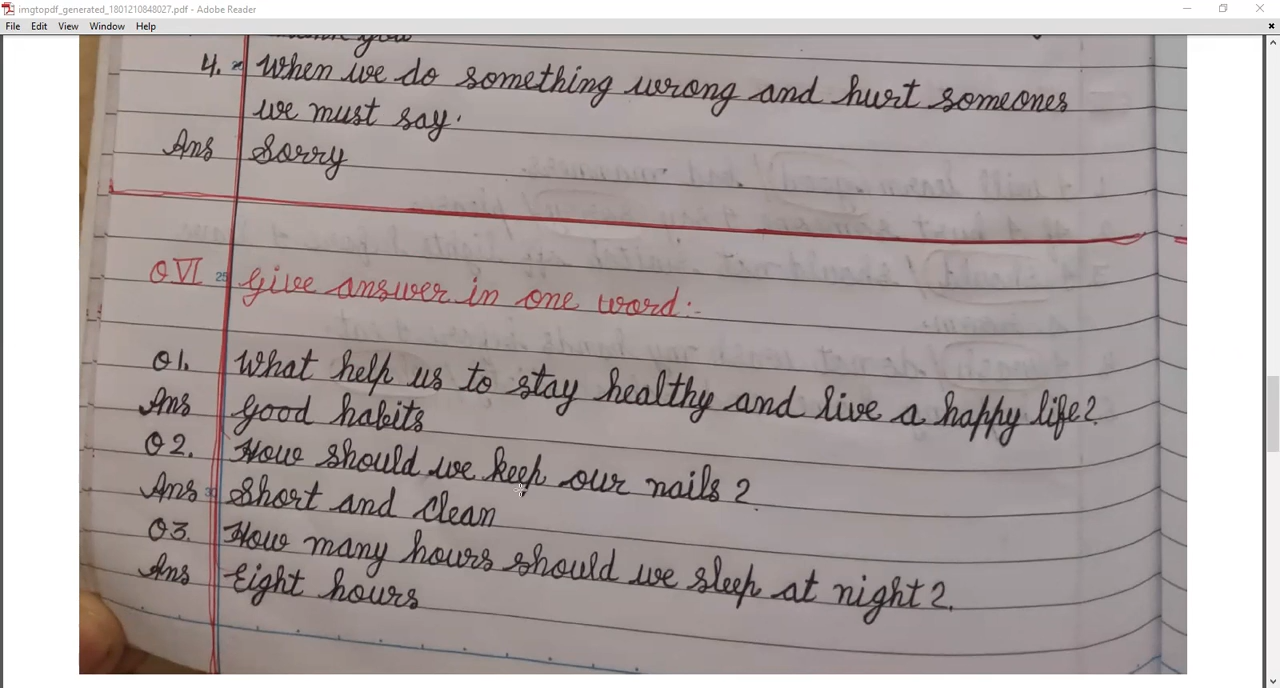 imgtopdf_generated_1801210848027.pdf - Adobe Reader
File Edit View Window Help
you
4. When we do something wrong and hurt someones
we must say.
Ans Sorry
Q VI 25 Give answer in one word:-
Q1. What help us to stay healthy and live a happy life?
Ans Good habits
Q2. How should we keep our nails?
Ans 30 Short and clean
Q3. How many hours should we sleep at night?
Ans Eight hours